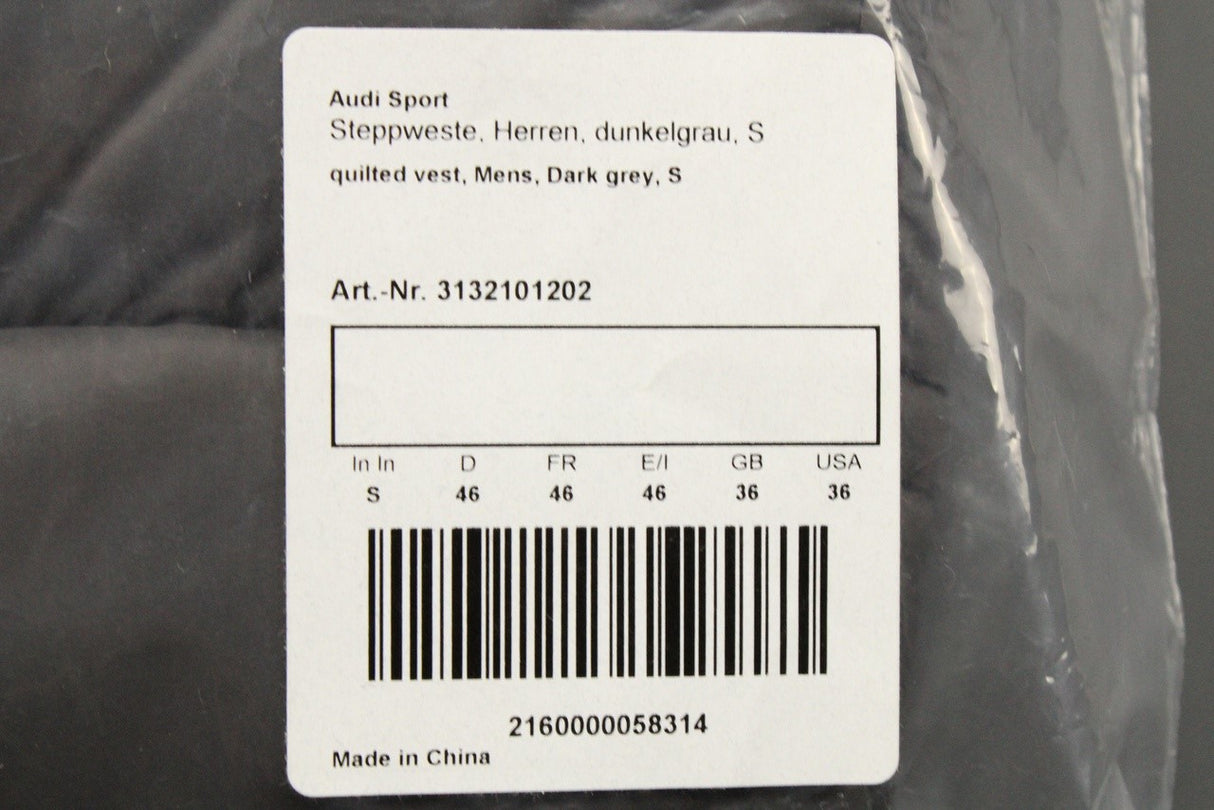 Audi Sport
Steppweste, Herren, dunkelgrau, S
quilted vest, Mens, Dark grey, S
Art.-Nr. 3132101202
In In D FR E/I GB USA
S 46 46 46 36 36
2160000058314
Made in China